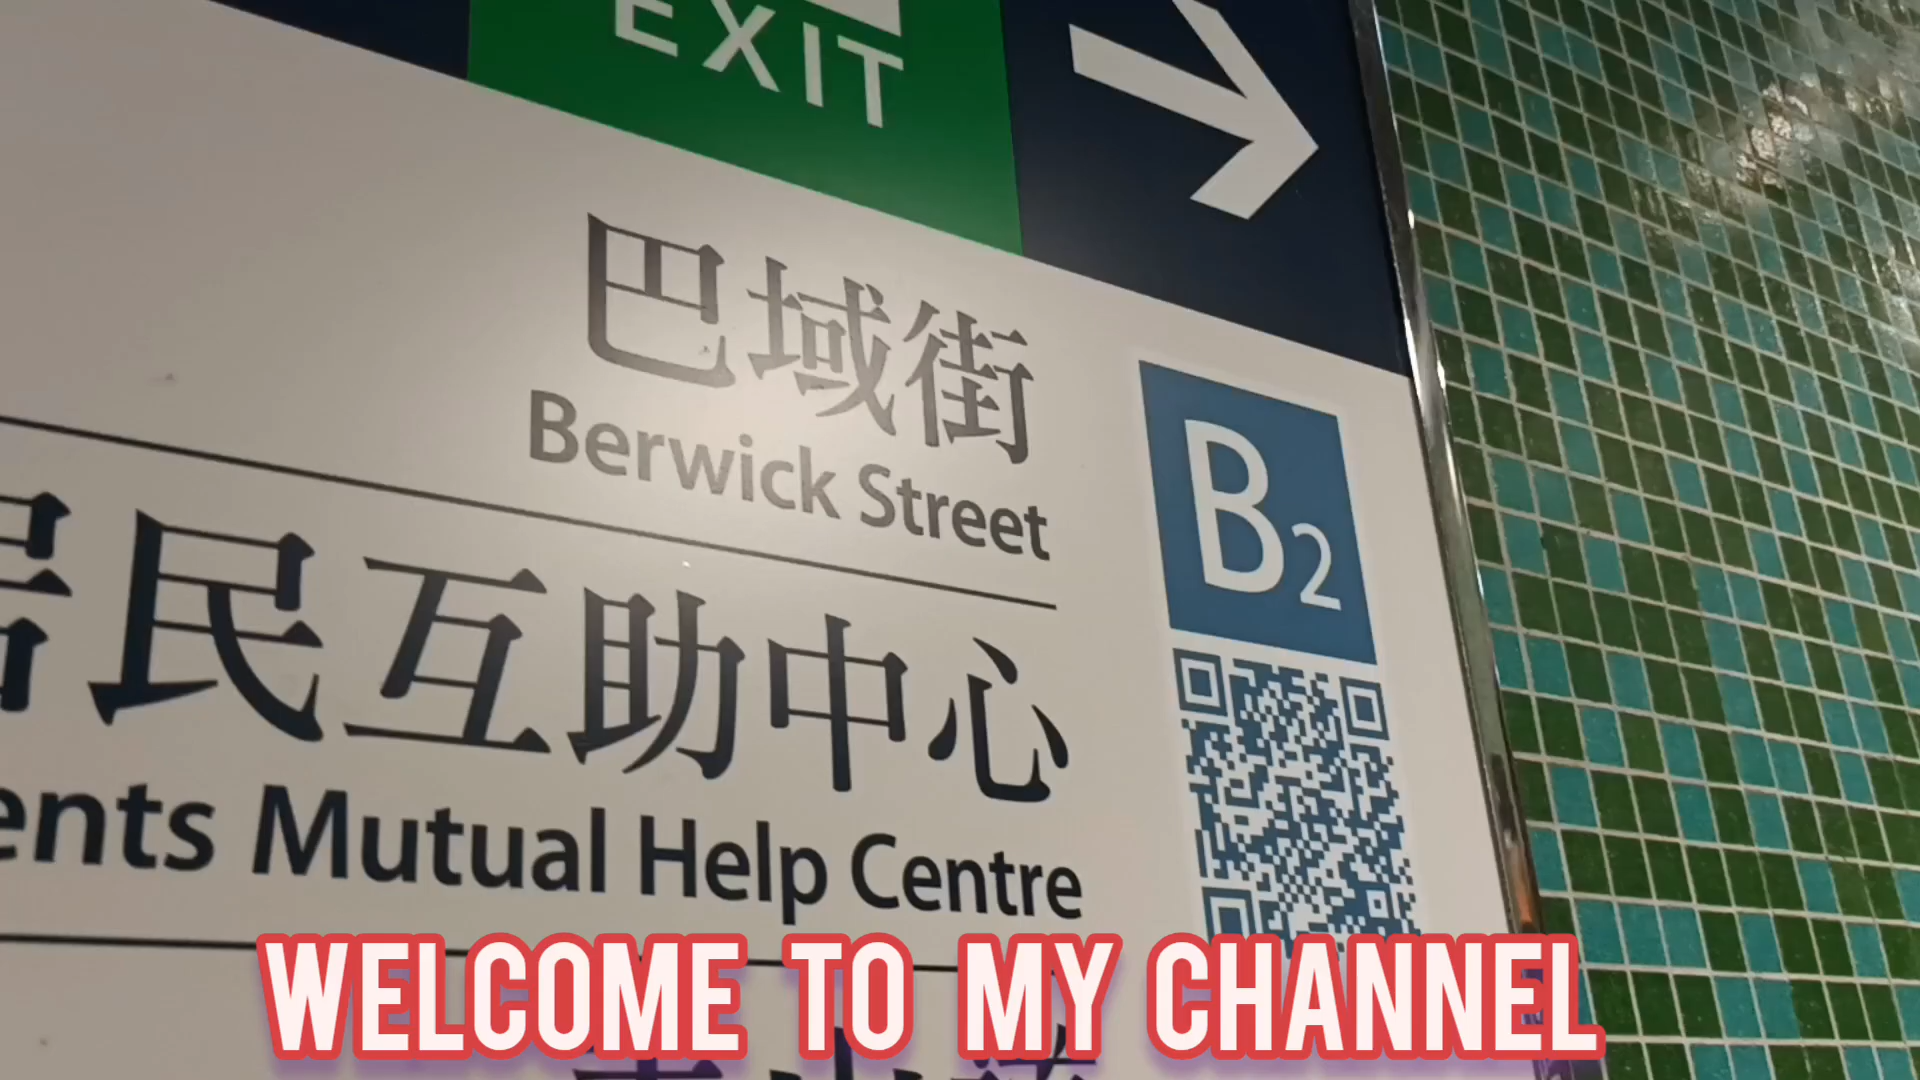 EXIT
巴域街
Berwick Street
B2
居民互助中心
ents Mutual Help Centre
WELCOME TO MY CHANNEL